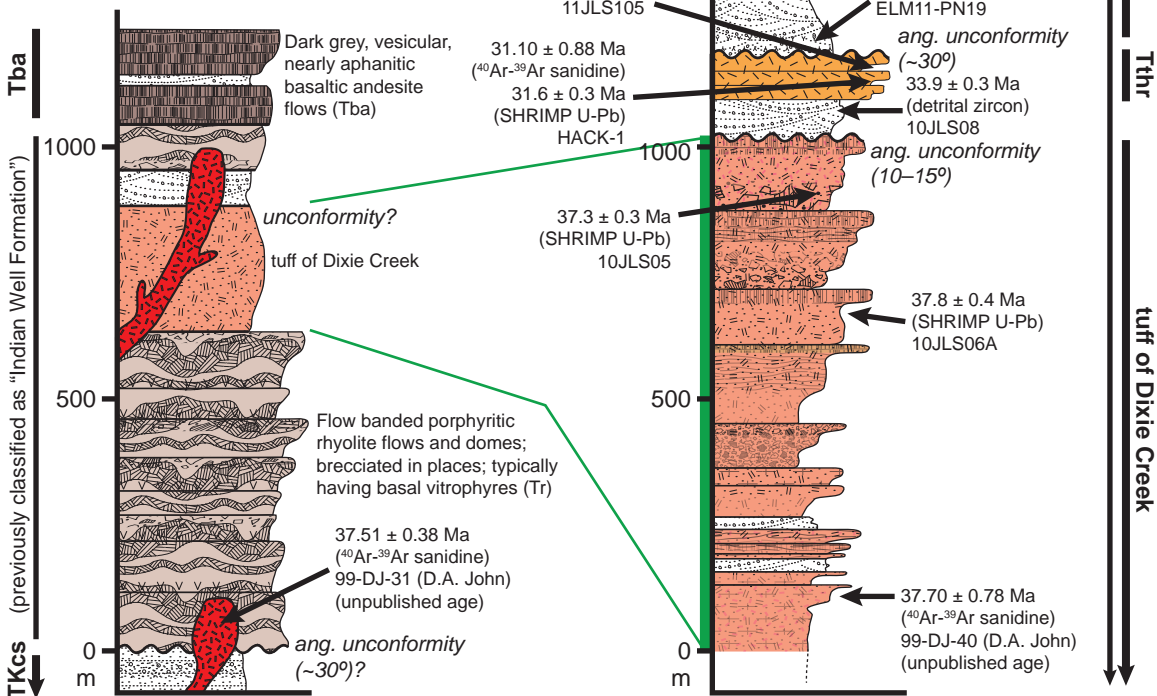 Tba
(previously classified as “Indian Well Formation”)
TKcs
1000
500
0
m
Dark grey, vesicular,
nearly aphanitic
basaltic andesite
flows (Tba)
unconformity?
tuff of Dixie Creek
Flow banded porphyritic
rhyolite flows and domes;
brecciated in places; typically
having basal vitrophyres (Tr)
37.51 ± 0.38 Ma
(⁴⁰Ar-³⁹Ar sanidine)
99-DJ-31 (D.A. John)
(unpublished age)
ang. unconformity
(~30º)?
11JLS105
31.10 ± 0.88 Ma
(⁴⁰Ar-³⁹Ar sanidine)
31.6 ± 0.3 Ma
(SHRIMP U-Pb)
HACK-1
1000
37.3 ± 0.3 Ma
(SHRIMP U-Pb)
10JLS05
500
0
m
ELM11-PN19
ang. unconformity
(~30º)
33.9 ± 0.3 Ma
(detrital zircon)
10JLS08
ang. unconformity
(10–15º)
37.8 ± 0.4 Ma
(SHRIMP U-Pb)
10JLS06A
37.70 ± 0.78 Ma
(⁴⁰Ar-³⁹Ar sanidine)
99-DJ-40 (D.A. John)
(unpublished age)
Tthr
tuff of Dixie Creek